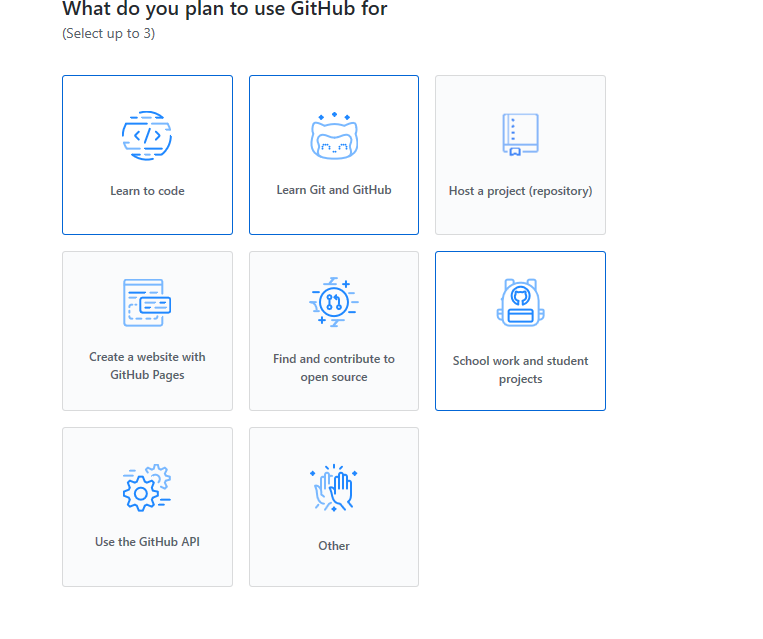 What do you plan to use GitHub for
(Select up to 3)
Learn to code
Learn Git and GitHub
Host a project (repository)
Create a website with
GitHub Pages
Find and contribute to
open source
School work and student
projects
Use the GitHub API
Other